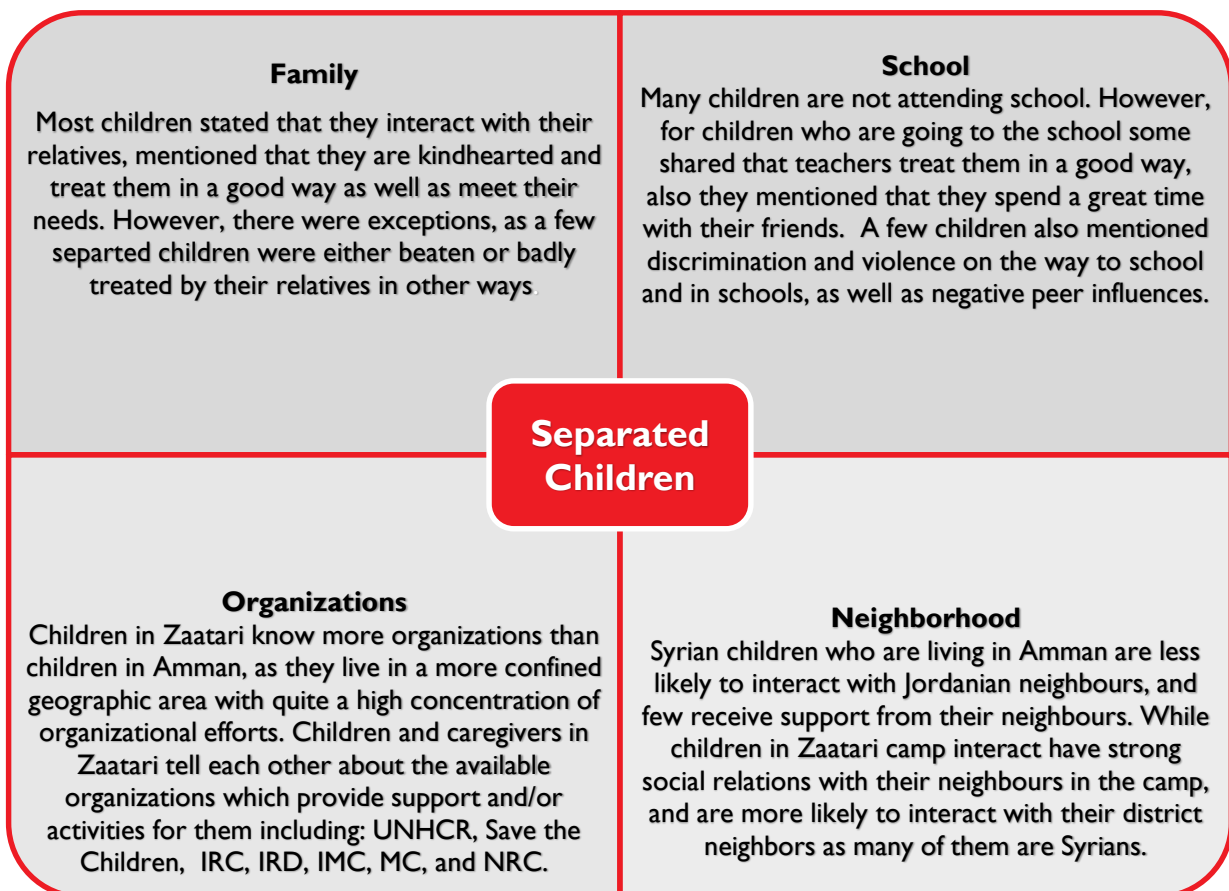 Family
Most children stated that they interact with their
relatives, mentioned that they are kindhearted and
treat them in a good way as well as meet their
needs. However, there were exceptions, as a few
separted children were either beaten or badly
treated by their relatives in other ways.
School
Many children are not attending school. However,
for children who are going to the school some
shared that teachers treat them in a good way,
also they mentioned that they spend a great time
with their friends.  A few children also mentioned
discrimination and violence on the way to school
and in schools, as well as negative peer influences.
Separated
Children
Organizations
Children in Zaatari know more organizations than
children in Amman, as they live in a more confined
geographic area with quite a high concentration of
organizational efforts. Children and caregivers in
Zaatari tell each other about the available
organizations which provide support and/or
activities for them including: UNHCR, Save the
Children,  IRC, IRD, IMC, MC, and NRC.
Neighborhood
Syrian children who are living in Amman are less
likely to interact with Jordanian neighbours, and
few receive support from their neighbours. While
children in Zaatari camp interact have strong
social relations with their neighbours in the camp,
and are more likely to interact with their district
neighbors as many of them are Syrians.